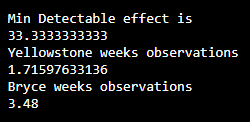 Min Detectable effect is
33.3333333333
Yellowstone weeks observations
1.71597633136
Bryce weeks observations
3.48